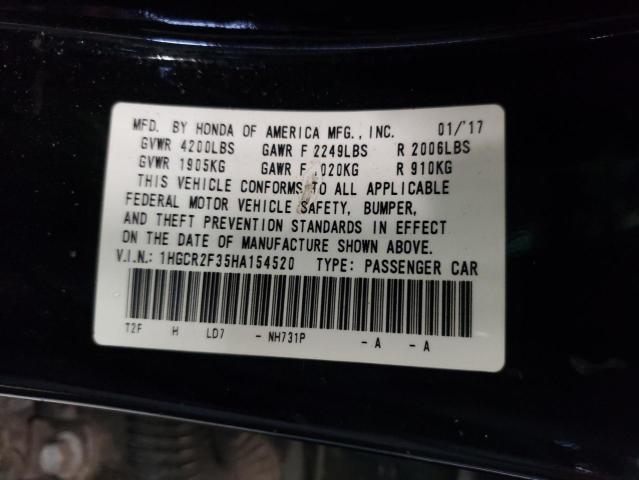 MFD. BY HONDA OF AMERICA MFG., INC. 01/'17
GVWR 4200LBS GAWR F 2249LBS R 2006LBS
GVWR 1905KG GAWR F 020KG R 910KG
THIS VEHICLE CONFORMS TO ALL APPLICABLE
FEDERAL MOTOR VEHICLE SAFETY, BUMPER,
AND THEFT PREVENTION STANDARDS IN EFFECT
ON THE DATE OF MANUFACTURE SHOWN ABOVE.
V.I.N.: 1HGCR2F35HA154520 TYPE: PASSENGER CAR
T2F H LD7 - NH731P - A - A